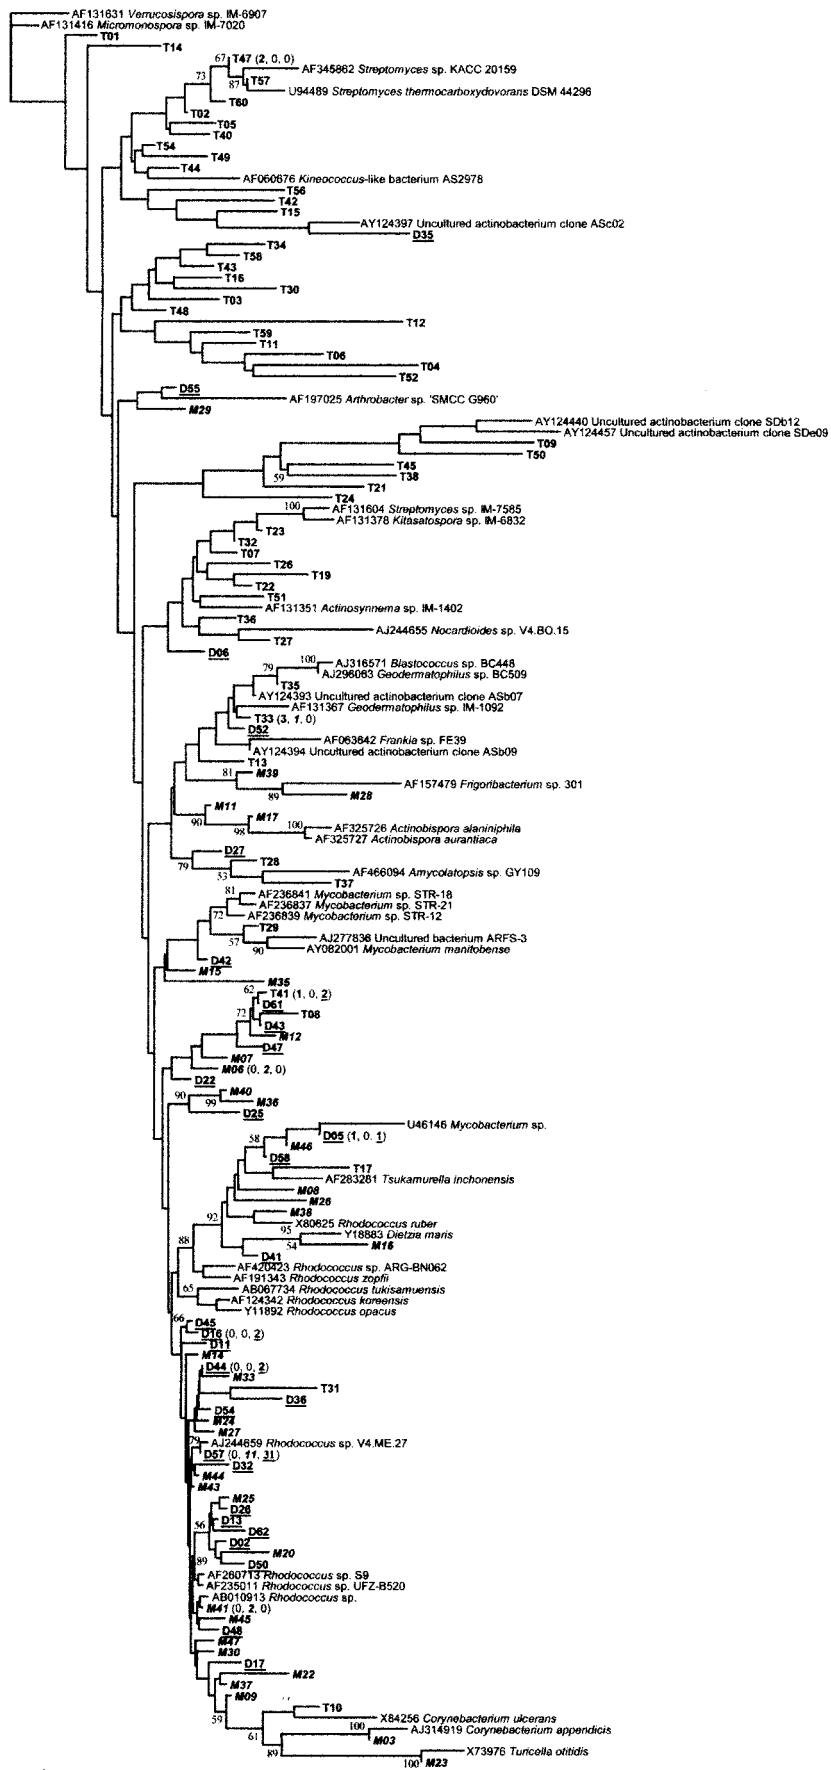 AF131631 Verrucosispora sp. IM-6907
AF131416 Micromonospora sp. IM-7020
T01
T14
67 T47 (2, 0, 0)
AF345862 Streptomyces sp. KACC 20159
73 87 T57
U94489 Streptomyces thermocarboxydovorans DSM 44296
T60
T02
T05
T40
T54
T49
T44
AF060676 Kineococcus-like bacterium AS2978
T56
T42
T15
AY124397 Uncultured actinobacterium clone ASc02
D35
T34
T58
T43
T16
T30
T03
T48
T12
T59
T11
T06
T04
T52
D55
AF197025 Arthrobacter sp. 'SMCC G960'
M29
AY124440 Uncultured actinobacterium clone SDb12
AY124457 Uncultured actinobacterium clone SDe09
T09
T50
T45
59 T38
T21
T24
100 AF131604 Streptomyces sp. IM-7585
AF131378 Kitasatospora sp. IM-6832
T23
T32
T07
T26
T19
T22
T51
AF131351 Actinosynnema sp. IM-1402
T36
AJ244655 Nocardioides sp. V4.BO.15
T27
D06
100 AJ316571 Blastococcus sp. BC448
79 AJ296063 Geodermatophilus sp. BC509
T35
AY124393 Uncultured actinobacterium clone ASb07
AF131367 Geodermatophilus sp. IM-1092
T33 (3, 1, 0)
D52
AF063642 Frankia sp. FE39
AY124394 Uncultured actinobacterium clone ASb09
T13
81 M39
AF157479 Frigoribacterium sp. 301
89 M28
M11
90 M17
98 100 AF325726 Actinobispora alaniniphila
AF325727 Actinobispora aurantiaca
D27
79 T28
53 AF466094 Amycolatopsis sp. GY109
T37
81 AF236841 Mycobacterium sp. STR-18
AF236837 Mycobacterium sp. STR-21
72 AF236839 Mycobacterium sp. STR-12
T29
57 AJ277836 Uncultured bacterium ARFS-3
90 AY082001 Mycobacterium manitobense
D42
M15
M35
62 T41 (1, 0, 2)
D61
72 T08
D43
M12
D47
M07
M06 (0, 2, 0)
D22
90 M40
99 M36
D25
U46146 Mycobacterium sp.
D05 (1, 0, 1)
58 M46
D58
T17
AF283281 Tsukamurella inchonensis
M08
M26
M38
92 X80625 Rhodococcus ruber
95 Y18883 Dietzia maris
54 M16
88 D41
AF420423 Rhodococcus sp. ARG-BN062
AF191343 Rhodococcus zopfii
65 AB067734 Rhodococcus tukisamuensis
AF124342 Rhodococcus koreensis
Y11892 Rhodococcus opacus
66 D45
D16 (0, 0, 2)
D11
M14
D44 (0, 0, 2)
M33
T31
D36
D54
M24
M27
79 AJ244659 Rhodococcus sp. V4.ME.27
D57 (0, 11, 31)
D32
M44
M43
M25
D26
D13
56 D62
D02
M20
89 D50
AF260713 Rhodococcus sp. S9
AF235011 Rhodococcus sp. UFZ-B520
AB010913 Rhodococcus sp.
M41 (0, 2, 0)
M45
D48
M47
M30
D17
M22
M37
M09
T10
59 X84256 Corynebacterium ulcerans
61 100 AJ314919 Corynebacterium appendicis
M03
89 X73976 Turicella otitidis
100 M23